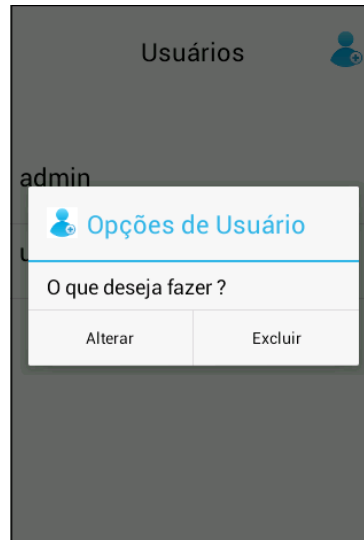 Usuários
admin
Opções de Usuário
O que deseja fazer ?
Alterar
Excluir